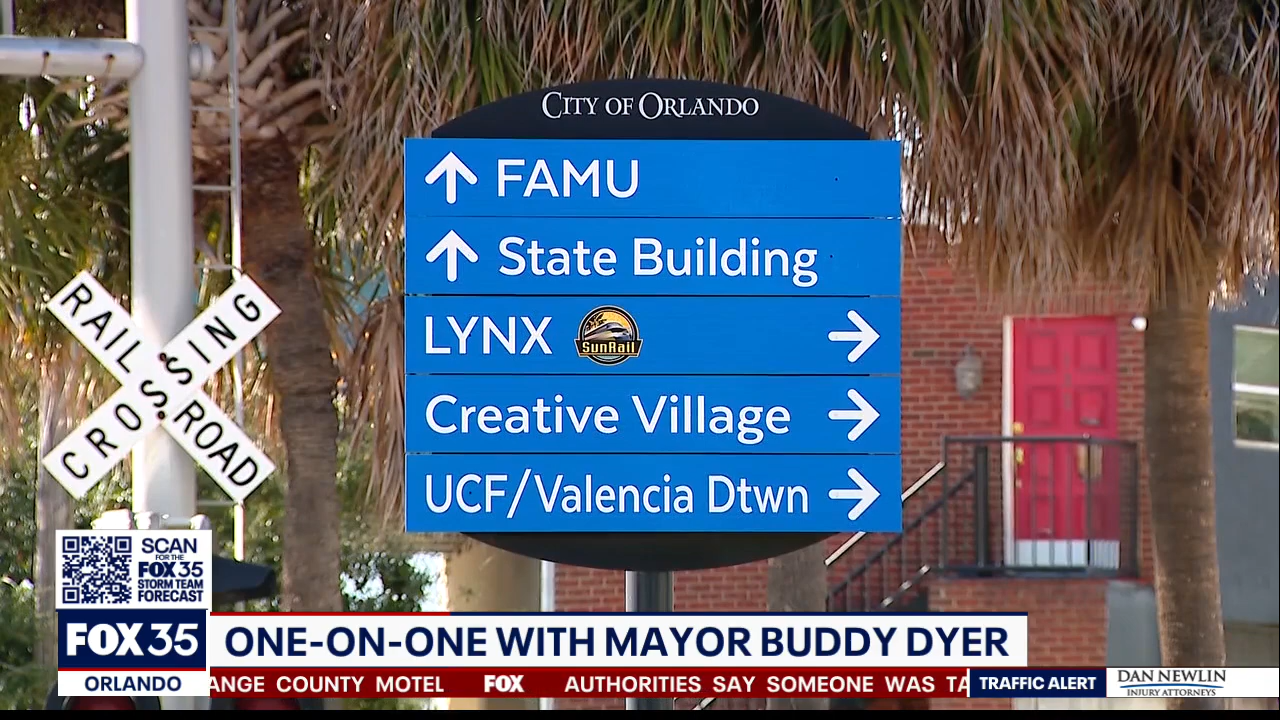 CITY OF ORLANDO
↑ FAMU
↑ State Building
LYNX SunRail →
Creative Village →
UCF/Valencia Dtwn →
RAIL ROAD
CROSSING
SCAN
FOR THE
FOX 35
STORM TEAM
FORECAST
FOX 35
ONE-ON-ONE WITH MAYOR BUDDY DYER
ORLANDO
ANGE COUNTY MOTEL FOX AUTHORITIES SAY SOMEONE WAS TA
TRAFFIC ALERT
DAN NEWLIN
INJURY ATTORNEYS